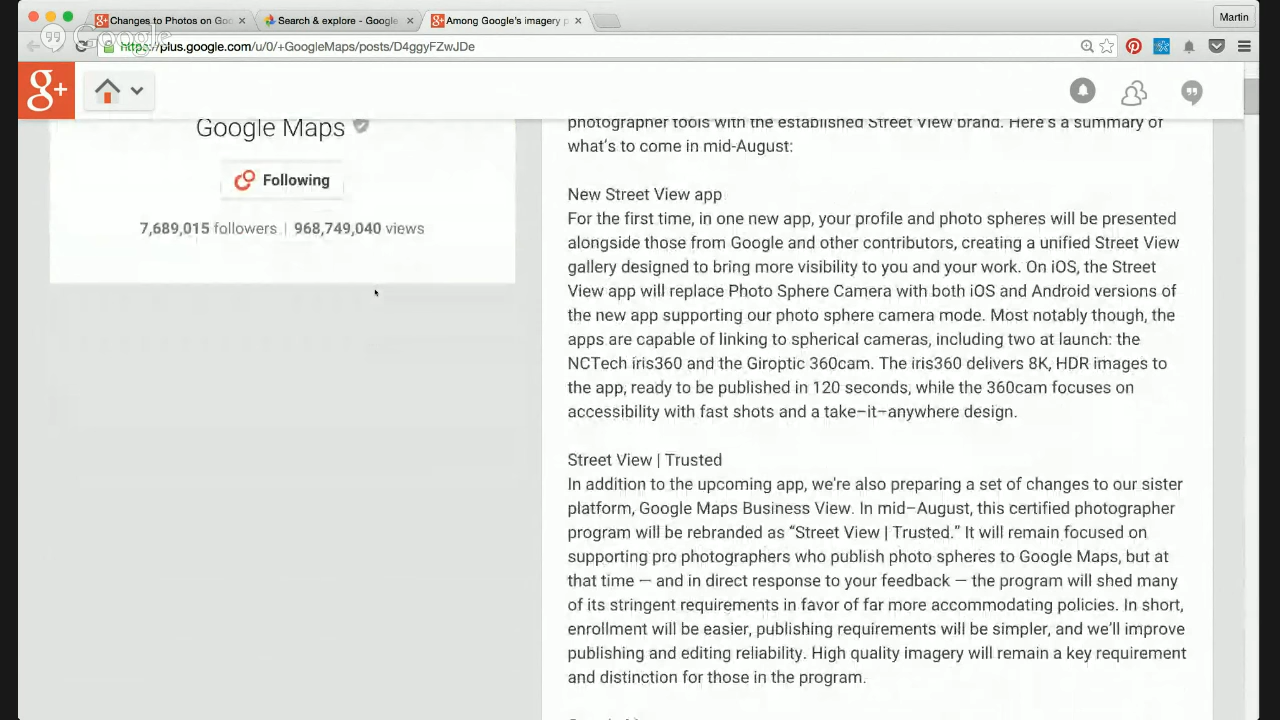 Changes to Photos on Goo
Search & explore - Google
Among Google's imagery p
Martin
Google
https://plus.google.com/u/0/+GoogleMaps/posts/D4ggyFZwJDe
g+
Google Maps
Following
7,689,015 followers | 968,749,040 views
photographer tools with the established Street View brand. Here's a summary of
what's to come in mid-August:
New Street View app
For the first time, in one new app, your profile and photo spheres will be presented
alongside those from Google and other contributors, creating a unified Street View
gallery designed to bring more visibility to you and your work. On iOS, the Street
View app will replace Photo Sphere Camera with both iOS and Android versions of
the new app supporting our photo sphere camera mode. Most notably though, the
apps are capable of linking to spherical cameras, including two at launch: the
NCTech iris360 and the Giroptic 360cam. The iris360 delivers 8K, HDR images to
the app, ready to be published in 120 seconds, while the 360cam focuses on
accessibility with fast shots and a take-it-anywhere design.
Street View | Trusted
In addition to the upcoming app, we're also preparing a set of changes to our sister
platform, Google Maps Business View. In mid-August, this certified photographer
program will be rebranded as “Street View | Trusted.” It will remain focused on
supporting pro photographers who publish photo spheres to Google Maps, but at
that time — and in direct response to your feedback — the program will shed many
of its stringent requirements in favor of far more accommodating policies. In short,
enrollment will be easier, publishing requirements will be simpler, and we'll improve
publishing and editing reliability. High quality imagery will remain a key requirement
and distinction for those in the program.